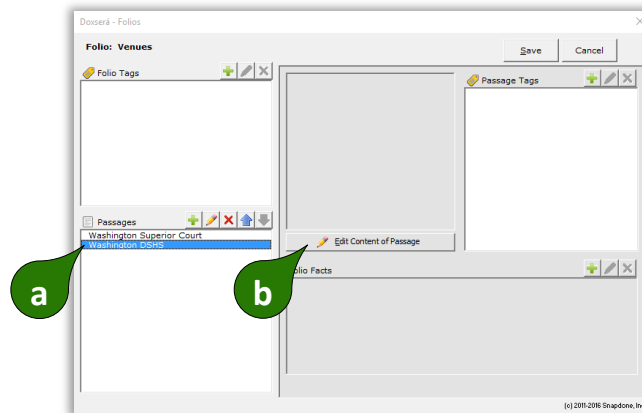 Doxserá - Folios
Folio: Venues
Save
Cancel
Folio Tags
Passage Tags
Passages
Washington Superior Court
Washington DSHS
Edit Content of Passage
a
b
olio Facts
(c) 2011-2016 Snapdone, Inc